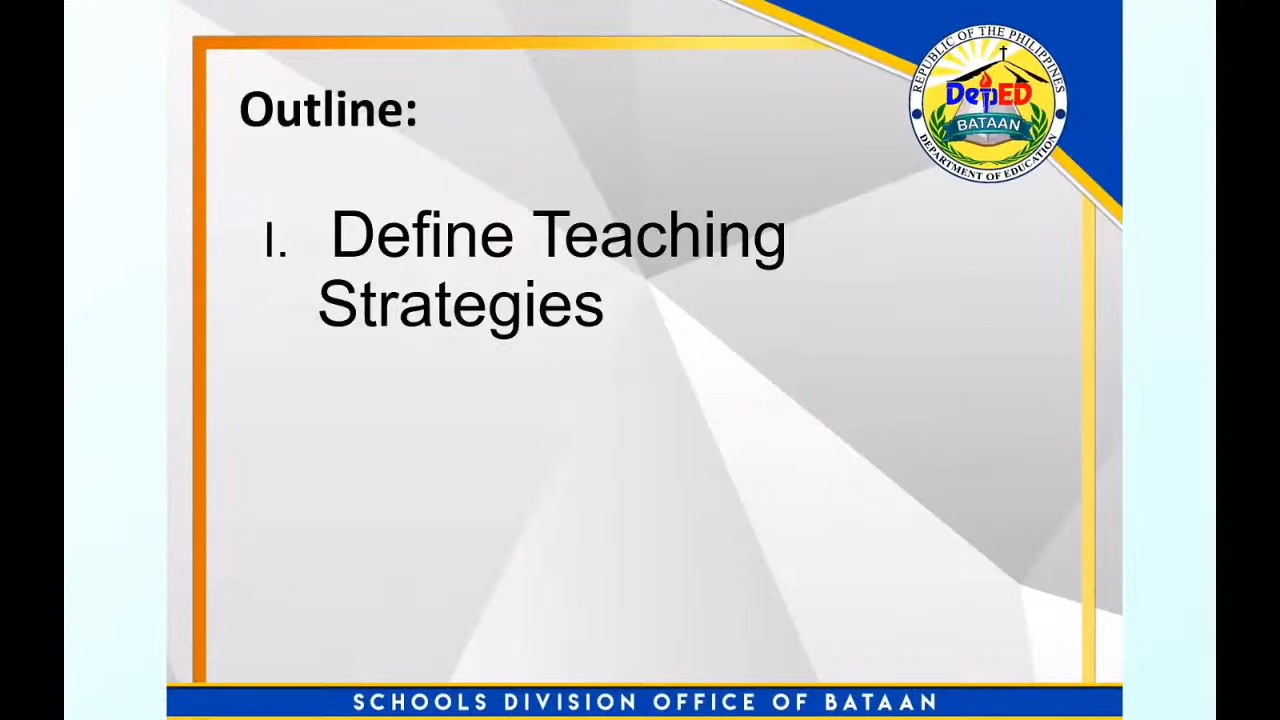 Outline:
REPUBLIC OF THE PHILIPPINES
DepED
BATAAN
DEPARTMENT OF EDUCATION
I. Define Teaching
Strategies
SCHOOLS DIVISION OFFICE OF BATAAN